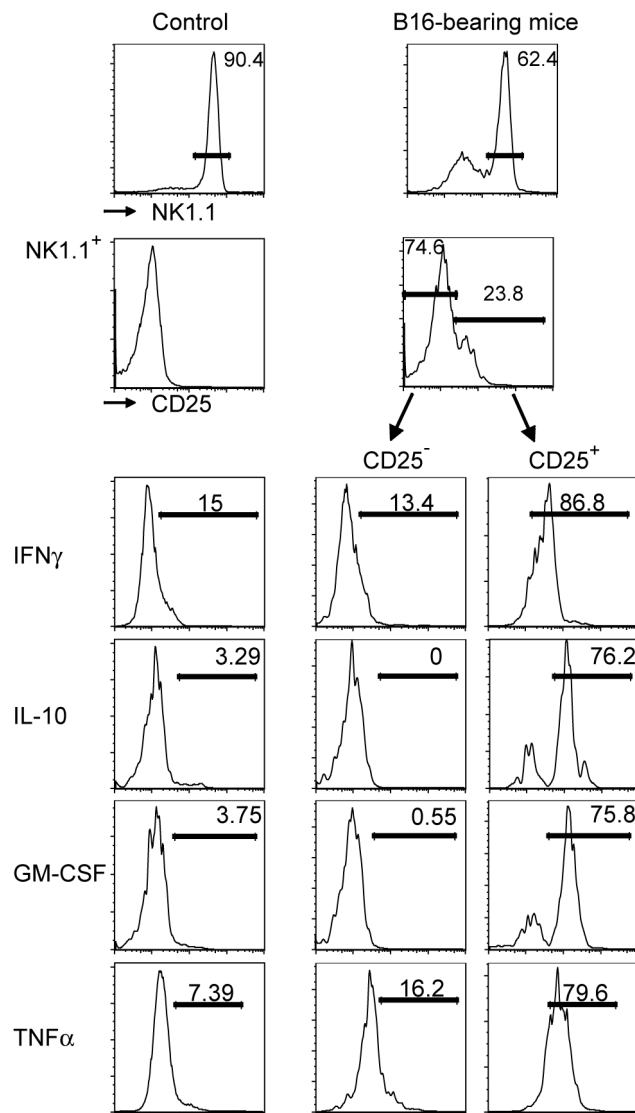 Control B16-bearing mice
90.4 62.4
NK1.1
NK1.1⁺ 74.6 23.8
CD25
CD25⁻ CD25⁺
IFNγ 15 13.4 86.8
IL-10 3.29 0 76.2
GM-CSF 3.75 0.55 75.8
TNFα 7.39 16.2 79.6